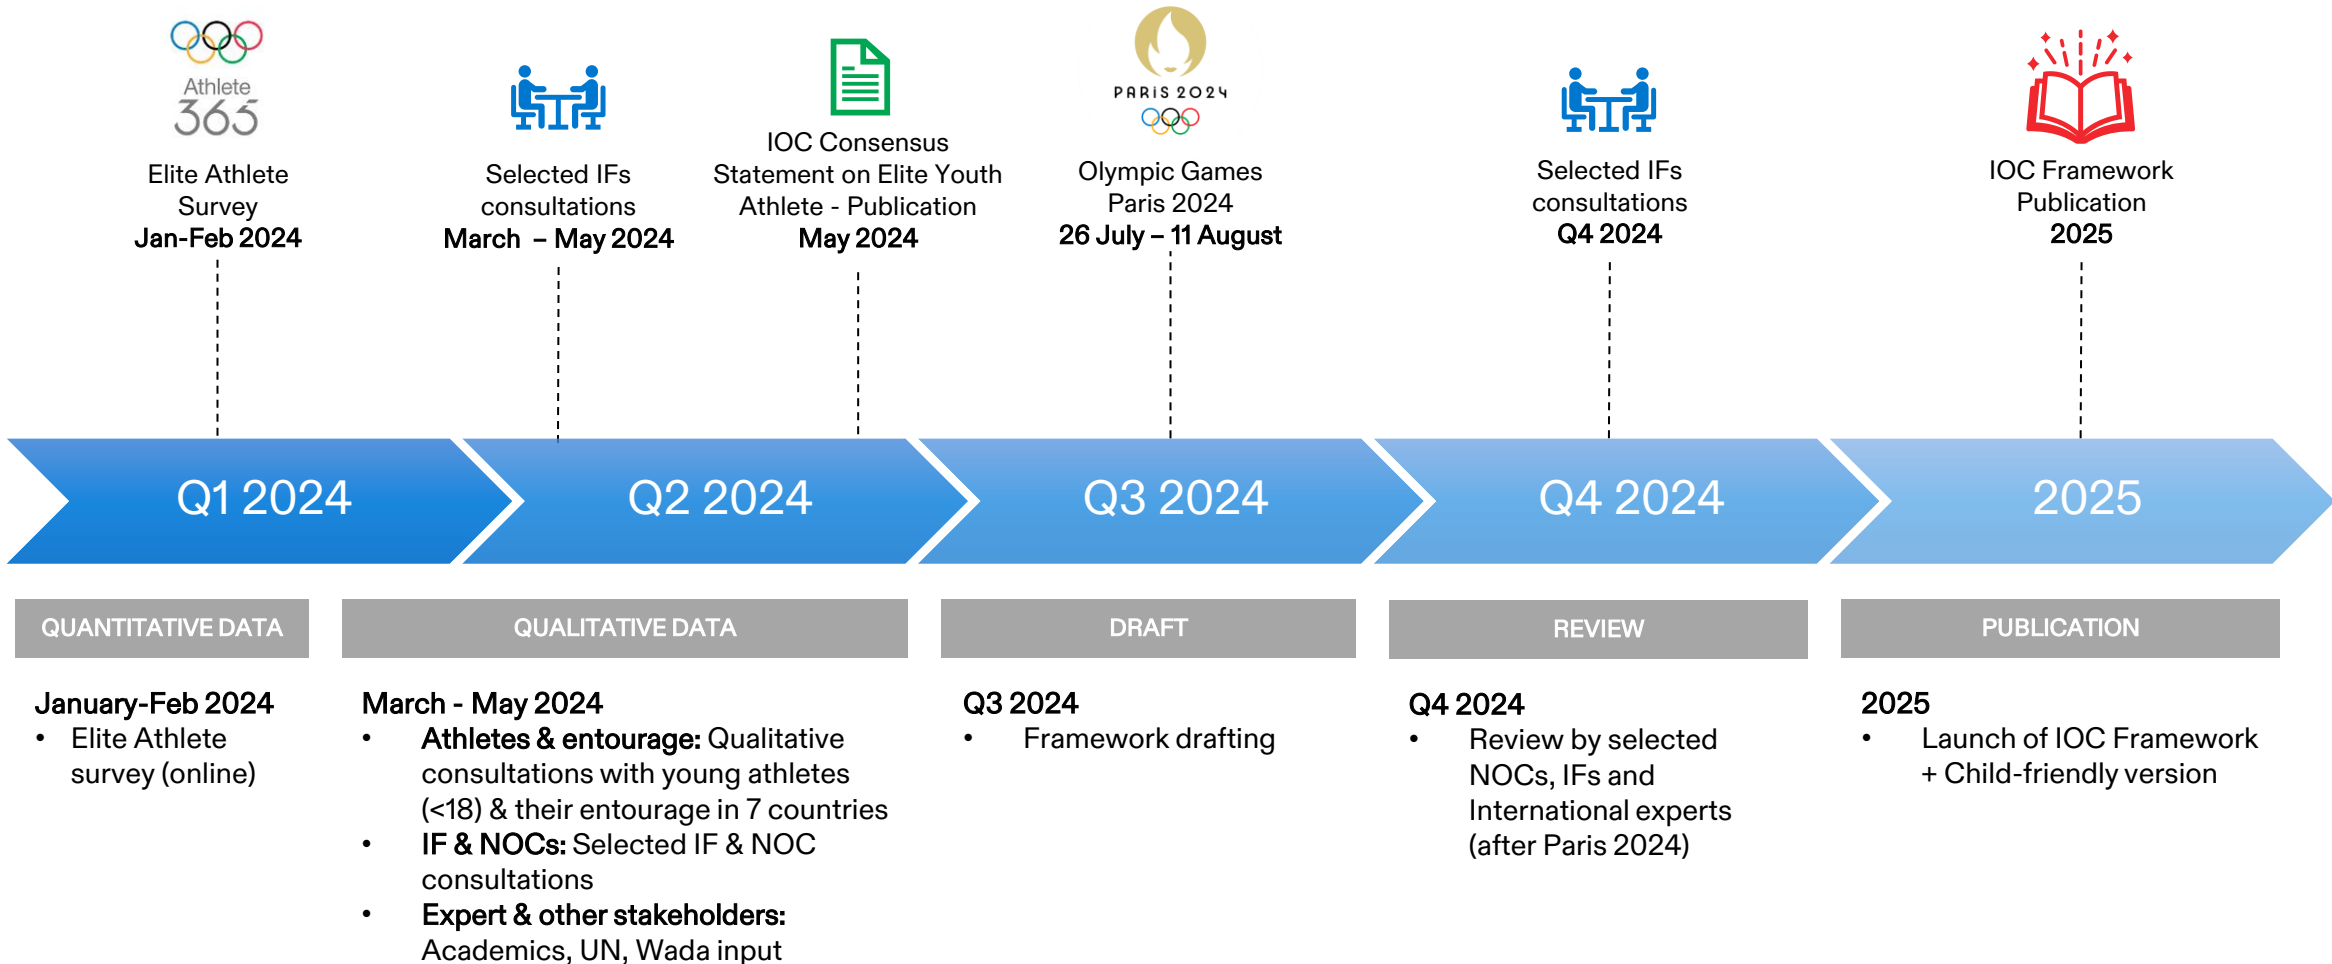 Athlete
365
Elite Athlete
Survey
Jan-Feb 2024
Selected IFs
consultations
March – May 2024
IOC Consensus
Statement on Elite Youth
Athlete - Publication
May 2024
PARIS 2024
Olympic Games
Paris 2024
26 July – 11 August
Selected IFs
consultations
Q4 2024
IOC Framework
Publication
2025
Q1 2024
Q2 2024
Q3 2024
Q4 2024
2025
QUANTITATIVE DATA
QUALITATIVE DATA
DRAFT
REVIEW
PUBLICATION
January-Feb 2024
• Elite Athlete
survey (online)
March - May 2024
• Athletes & entourage: Qualitative
consultations with young athletes
(<18) & their entourage in 7 countries
• IF & NOCs: Selected IF & NOC
consultations
• Expert & other stakeholders:
Academics, UN, Wada input
Q3 2024
• Framework drafting
Q4 2024
• Review by selected
NOCs, IFs and
International experts
(after Paris 2024)
2025
• Launch of IOC Framework
+ Child-friendly version